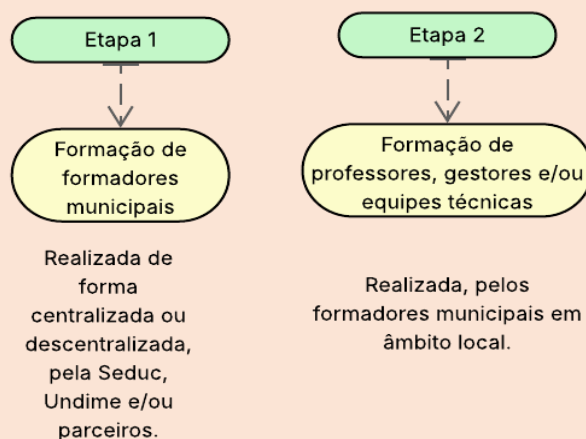 Etapa 1
Formação de
formadores
municipais
Realizada de
forma
centralizada ou
descentralizada,
pela Seduc,
Undime e/ou
parceiros.
Etapa 2
Formação de
professores, gestores e/ou
equipes técnicas
Realizada, pelos
formadores municipais em
âmbito local.